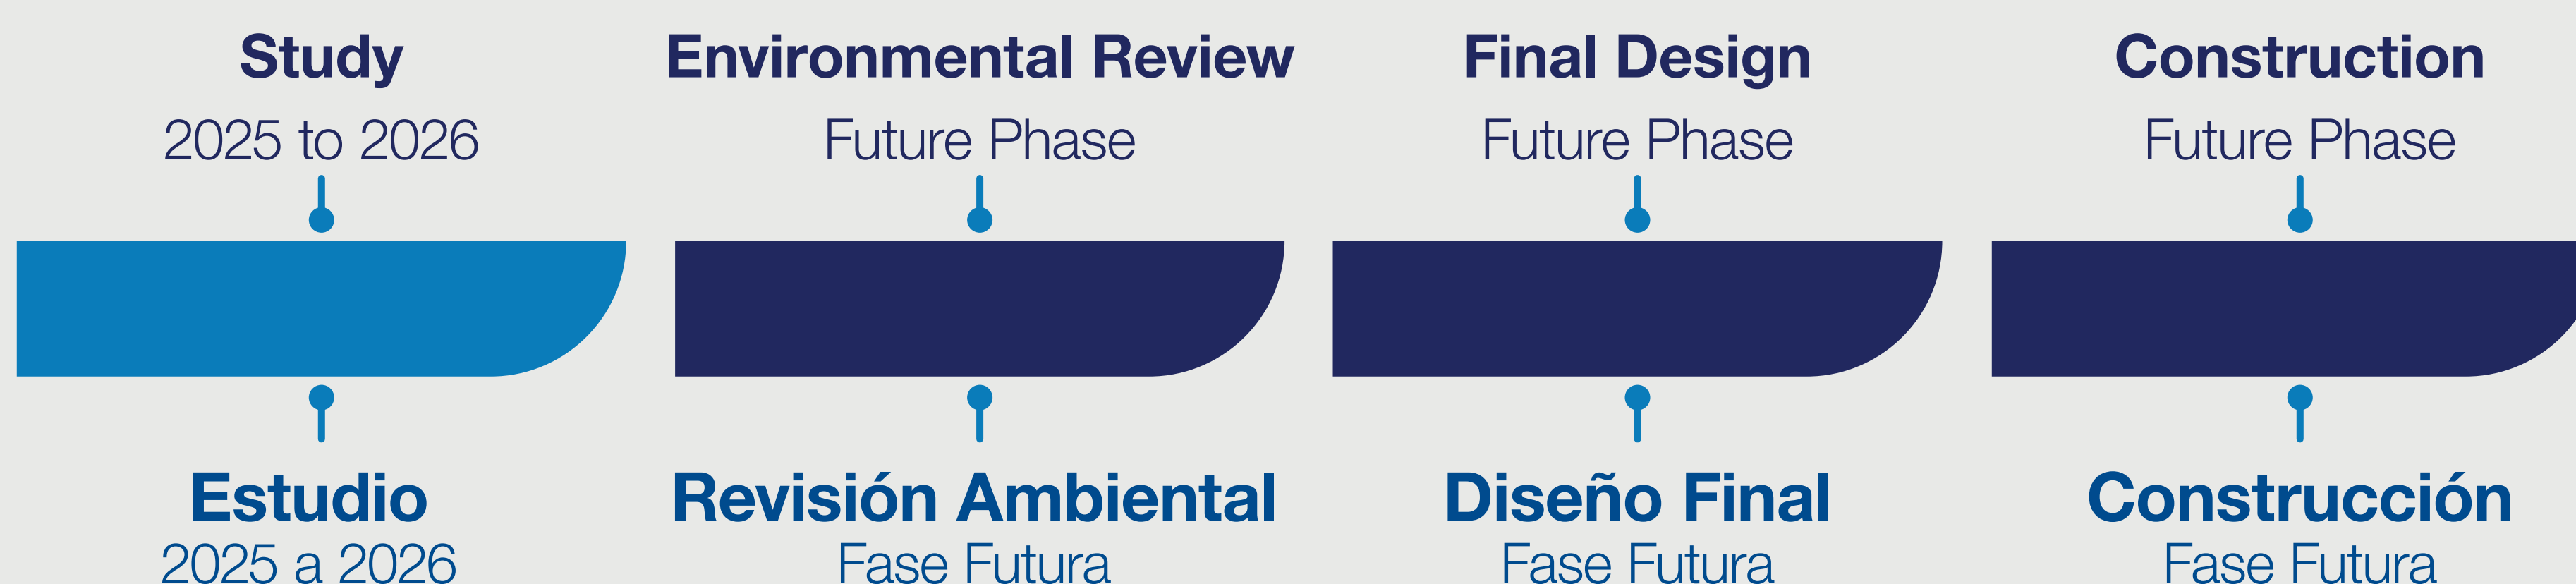 Study
2025 to 2026
Environmental Review
Future Phase
Final Design
Future Phase
Construction
Future Phase
Estudio
2025 a 2026
Revisión Ambiental
Fase Futura
Diseño Final
Fase Futura
Construcción
Fase Futura